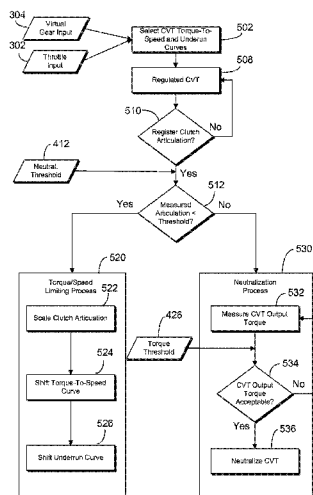 304
Virtual
Gear Input
302
Throttle
Input
Select CVT Torque-To-
Speed and Underrun
Curves
502
Regulated CVT
508
510
Register Clutch
Articulation?
No
Yes
412
Neutral.
Threshold
512
Measured
Articulation <
Threshold?
Yes
No
520
Torque/Speed
Limiting Process
522
Scale Clutch Articulation
524
Shift Torque-To-Speed
Curve
526
Shift Underrun Curve
530
Neutralization
Process
532
Measure CVT Output
Torque
426
Torque
Threshold
534
CVT Output
Torque
Acceptable?
No
Yes
536
Neutralize CVT